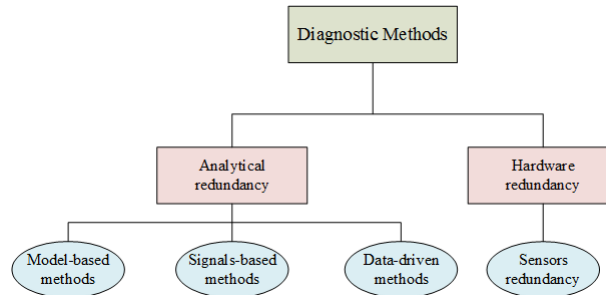 Diagnostic Methods
Analytical
redundancy
Hardware
redundancy
Model-based
methods
Signals-based
methods
Data-driven
methods
Sensors
redundancy